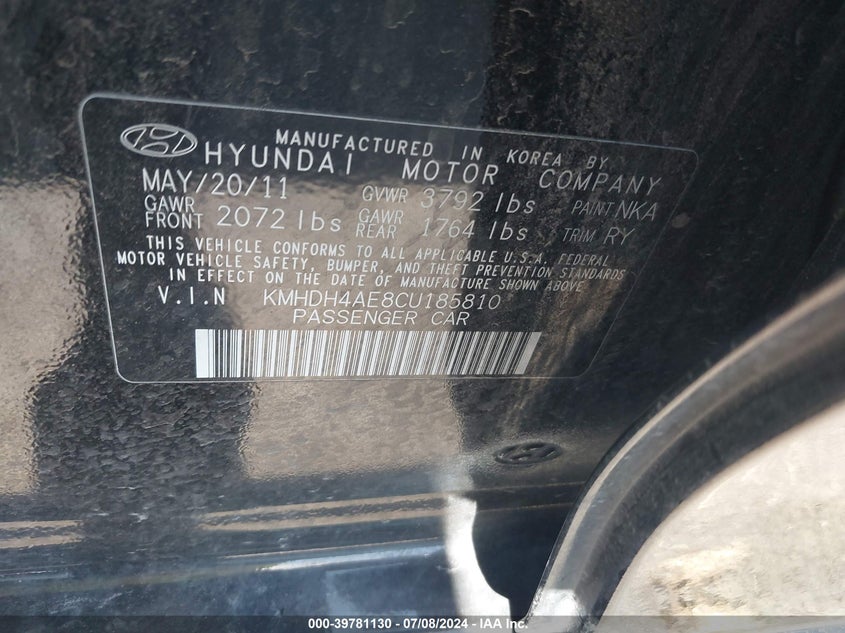 MANUFACTURED IN KOREA BY
HYUNDAI MOTOR COMPANY
MAY/20/11 GVWR 3792 lbs PAINT NKA
GAWR FRONT 2072 lbs GAWR REAR 1764 lbs TRIM RY
THIS VEHICLE CONFORMS TO ALL APPLICABLE U.S.A. FEDERAL
MOTOR VEHICLE SAFETY, BUMPER, AND THEFT PREVENTION STANDARDS
IN EFFECT ON THE DATE OF MANUFACTURE SHOWN ABOVE
V.I.N KMHDH4AE8CU185810
PASSENGER CAR
000-39781130 - 07/08/2024 - IAA Inc.